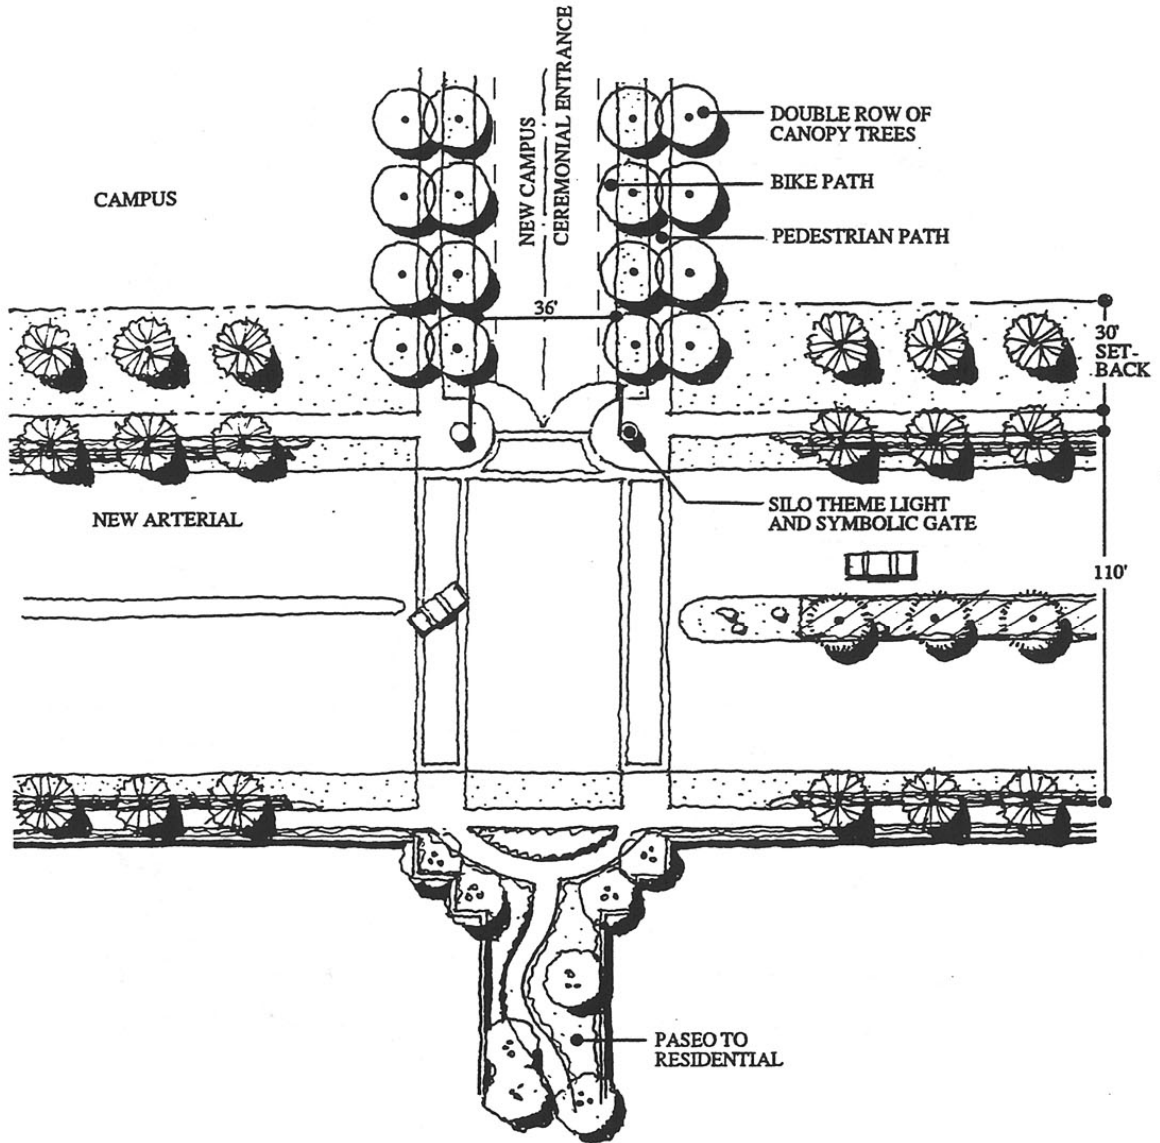 NEW CAMPUS
CEREMONIAL ENTRANCE
DOUBLE ROW OF
CANOPY TREES
BIKE PATH
CAMPUS
PEDESTRIAN PATH
36'
30'
SET-
BACK
SILO THEME LIGHT
AND SYMBOLIC GATE
NEW ARTERIAL
110'
PASEO TO
RESIDENTIAL